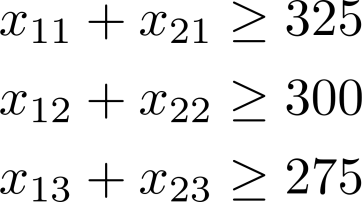 x₁₁ + x₂₁ ≥ 325
x₁₂ + x₂₂ ≥ 300
x₁₃ + x₂₃ ≥ 275